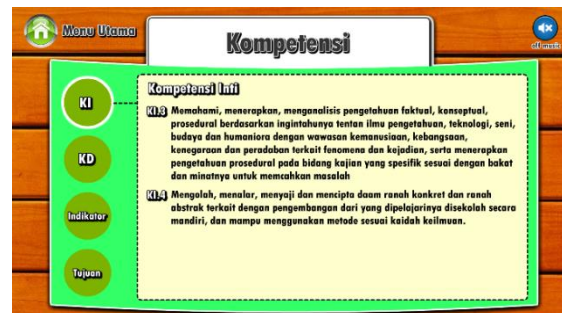 Menu Utama
Kompetensi
off music
KI
KD
Indikator
Tujuan
Kompetensi Inti
KI.3 Memahami, menerapkan, menganalisis pengetahuan faktual, konseptual,
prosedural berdasarkan ingintahunya tentan ilmu pengetahuan, teknologi, seni,
budaya dan humaniora dengan wawasan kemanusiaan, kebangsaan,
kenegaraan dan peradaban terkait fenomena dan kejadian, serta menerapkan
pengetahuan prosedural pada bidang kajian yang spesifik sesuai dengan bakat
dan minatnya untuk memcahkan masalah
KI.4 Mengolah, menalar, menyaji dan mencipta daam ranah konkret dan ranah
abstrak terkait dengan pengembangan dari yang dipelajarinya disekolah secara
mandiri, dan mampu menggunakan metode sesuai kaidah keilmuan.